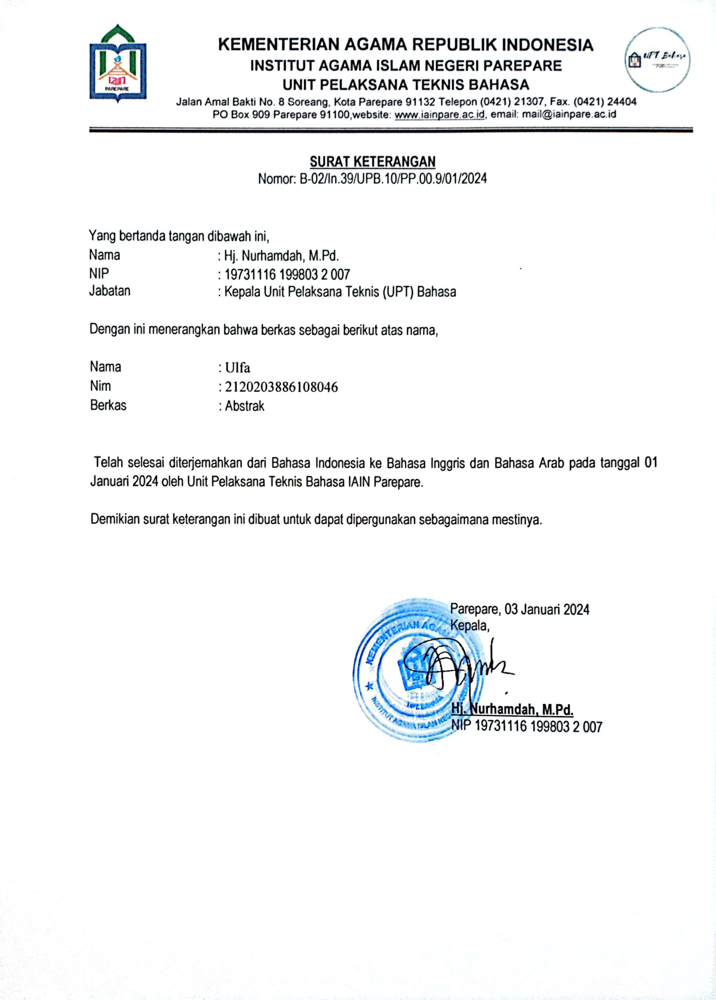 KEMENTERIAN AGAMA REPUBLIK INDONESIA
INSTITUT AGAMA ISLAM NEGERI PAREPARE
UNIT PELAKSANA TEKNIS BAHASA
Jalan Amal Bakti No. 8 Soreang, Kota Parepare 91132 Telepon (0421) 21307, Fax. (0421) 24404
PO Box 909 Parepare 91100,website: www.iainpare.ac.id, email: mail@iainpare.ac.id
iain
PAREPARE
UPT Bahasa
SURAT KETERANGAN
Nomor: B-02/In.39/UPB.10/PP.00.9/01/2024
Yang bertanda tangan dibawah ini,
Nama : Hj. Nurhamdah, M.Pd.
NIP : 19731116 199803 2 007
Jabatan : Kepala Unit Pelaksana Teknis (UPT) Bahasa
Dengan ini menerangkan bahwa berkas sebagai berikut atas nama,
Nama : Ulfa
Nim : 2120203886108046
Berkas : Abstrak
Telah selesai diterjemahkan dari Bahasa Indonesia ke Bahasa Inggris dan Bahasa Arab pada tanggal 01
Januari 2024 oleh Unit Pelaksana Teknis Bahasa IAIN Parepare.
Demikian surat keterangan ini dibuat untuk dapat dipergunakan sebagaimana mestinya.
Parepare, 03 Januari 2024
Kepala,
KEMENTERIAN AGAMA
UPT BAHASA
INSTITUT AGAMA ISLAM
Hj. Nurhamdah, M.Pd.
NIP 19731116 199803 2 007